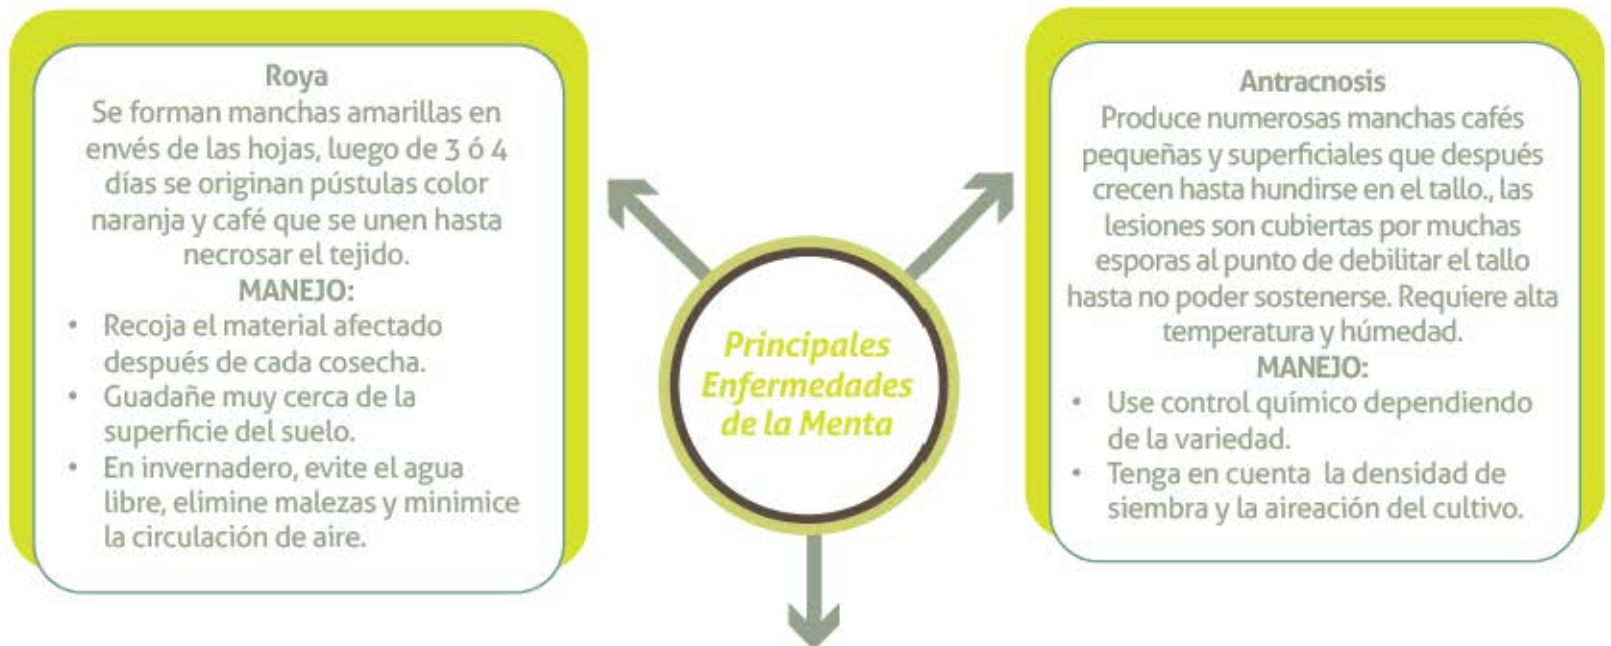 Roya
Se forman manchas amarillas en
envés de las hojas, luego de 3 ó 4
días se originan pústulas color
naranja y café que se unen hasta
necrosar el tejido.
MANEJO:
• Recoja el material afectado
después de cada cosecha.
• Guadañe muy cerca de la
superficie del suelo.
• En invernadero, evite el agua
libre, elimine malezas y minimice
la circulación de aire.
Principales
Enfermedades
de la Menta
Antracnosis
Produce numerosas manchas cafés
pequeñas y superficiales que después
crecen hasta hundirse en el tallo., las
lesiones son cubiertas por muchas
esporas al punto de debilitar el tallo
hasta no poder sostenerse. Requiere alta
temperatura y húmedad.
MANEJO:
• Use control químico dependiendo
de la variedad.
• Tenga en cuenta la densidad de
siembra y la aireación del cultivo.